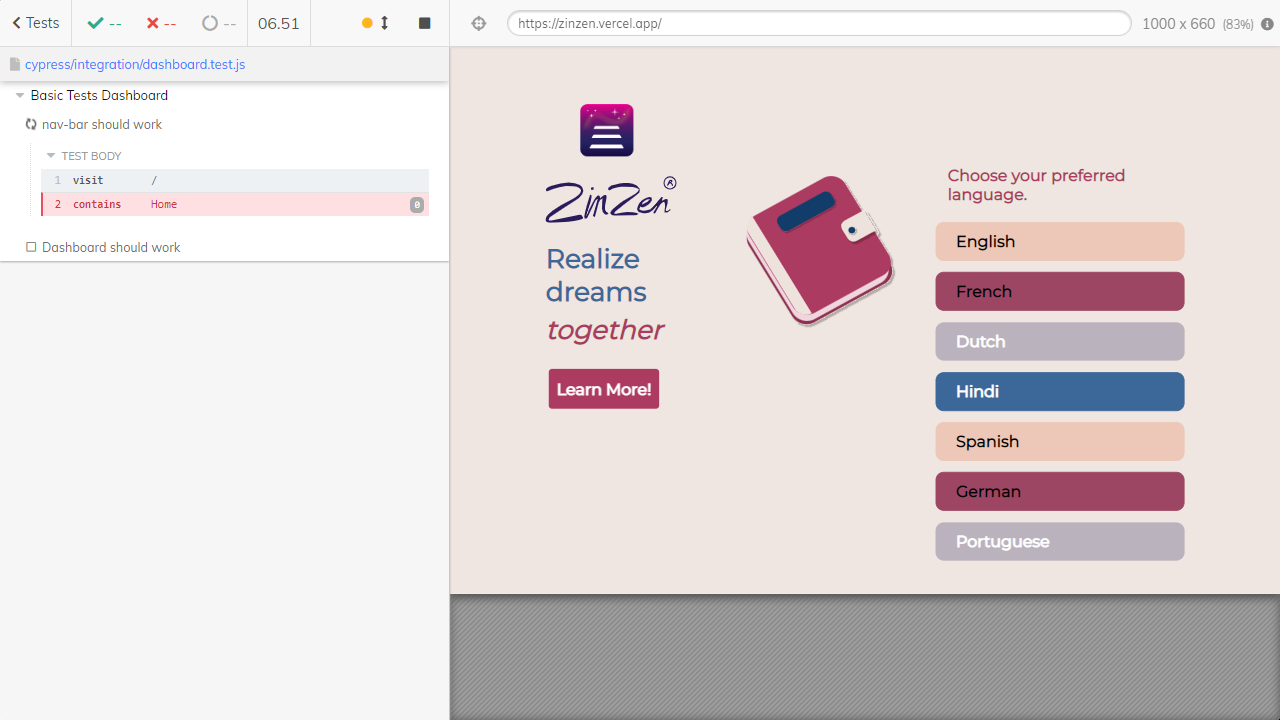 Tests
--
--
--
06.51
https://zinzen.vercel.app/
1000 x 660 (83%)
cypress/integration/dashboard.test.js
Basic Tests Dashboard
nav-bar should work
TEST BODY
1 visit /
2 contains Home 0
Dashboard should work
ZinZen®
Realize
dreams
together
Learn More!
Choose your preferred
language.
English
French
Dutch
Hindi
Spanish
German
Portuguese